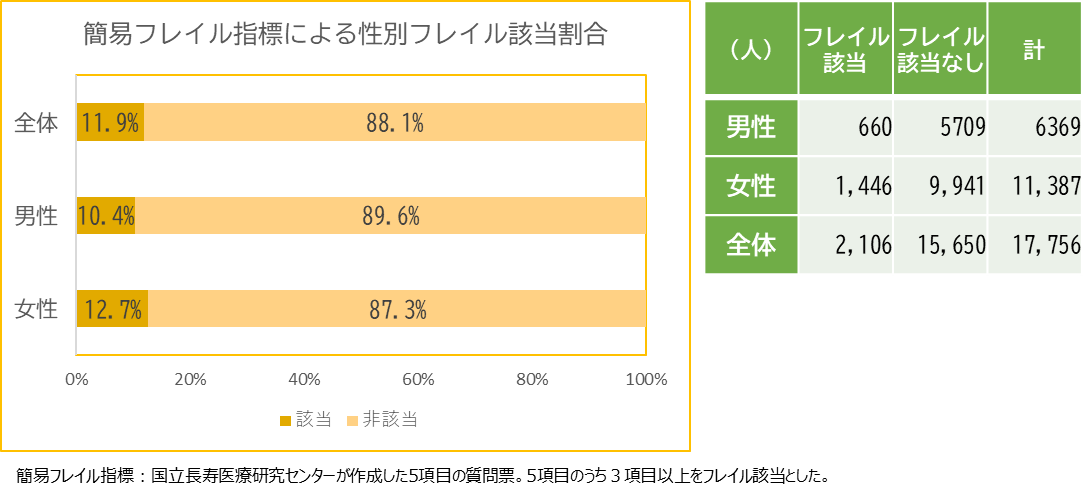 簡易フレイル指標による性別フレイル該当割合
全体 11.9% 88.1%
男性 10.4% 89.6%
女性 12.7% 87.3%
0% 20% 40% 60% 80% 100%
該当 非該当
（人） フレイル該当 フレイル該当なし 計
男性 660 5709 6369
女性 1,446 9,941 11,387
全体 2,106 15,650 17,756
簡易フレイル指標：国立長寿医療研究センターが作成した5項目の質問票。5項目のうち３項目以上をフレイル該当とした。